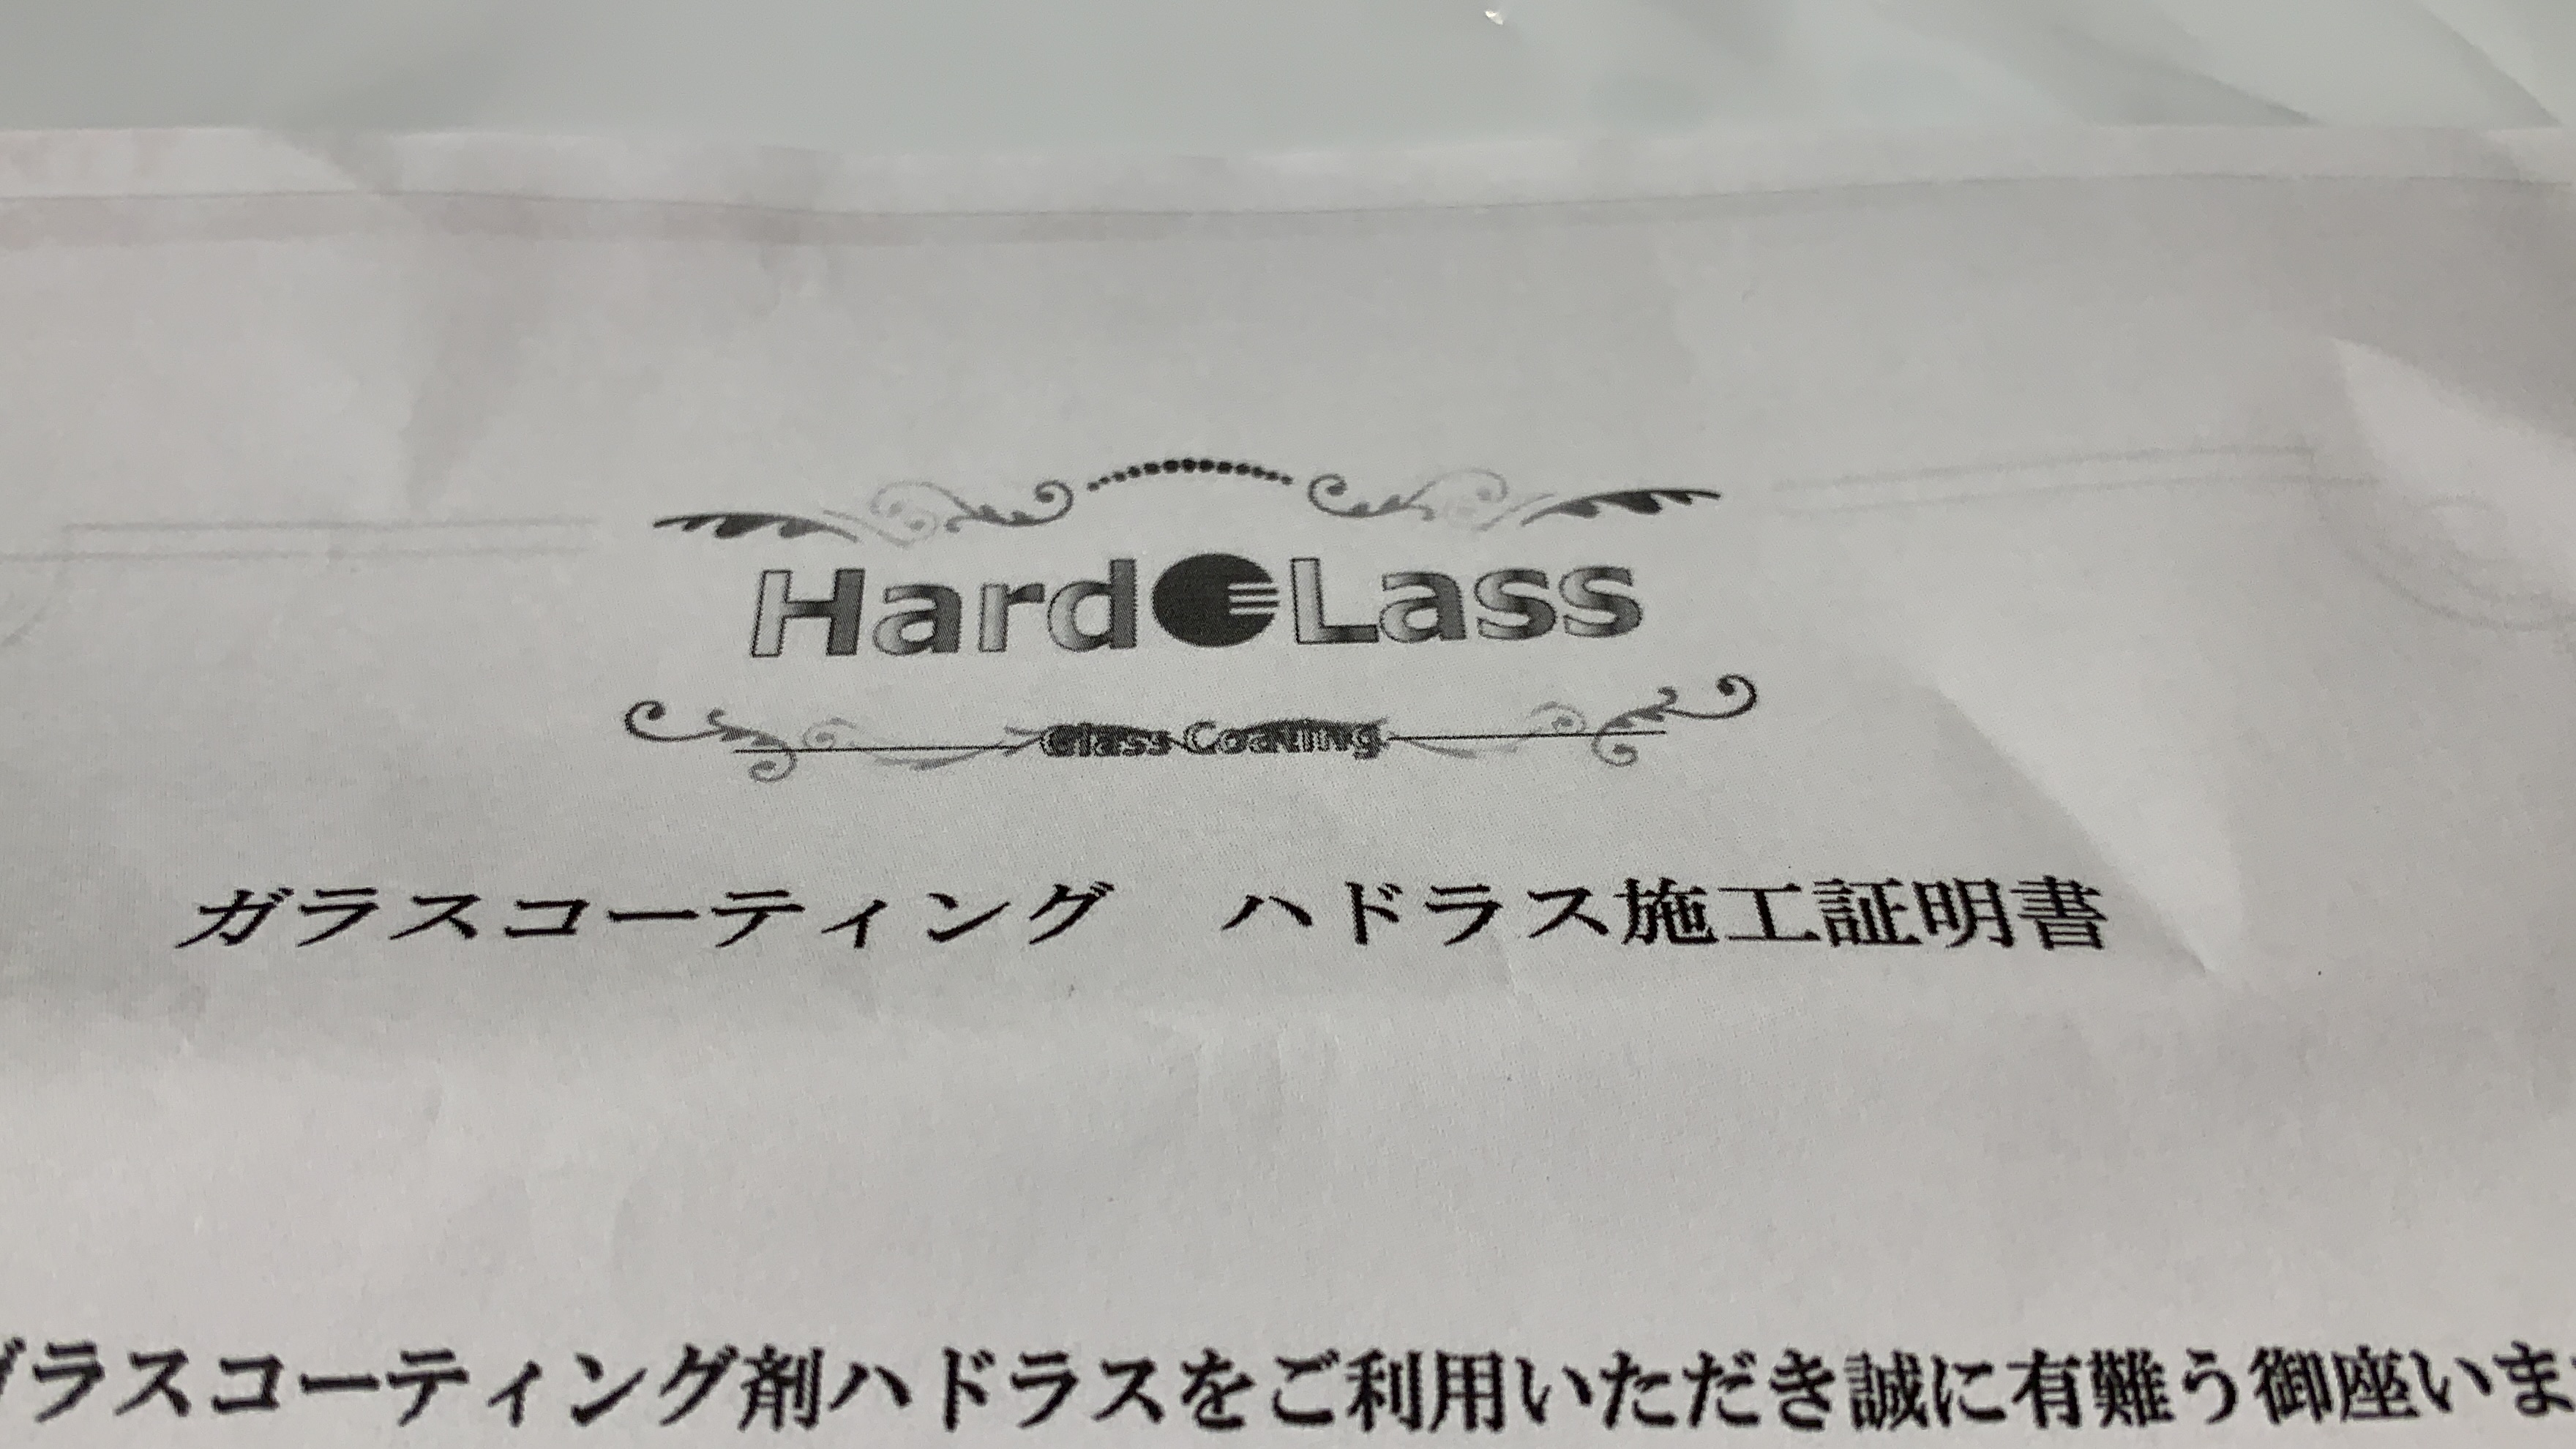 HardoLass
Glass Coating
ガラスコーティング　ハドラス施工証明書
ガラスコーティング剤ハドラスをご利用いただき誠に有難う御座いま